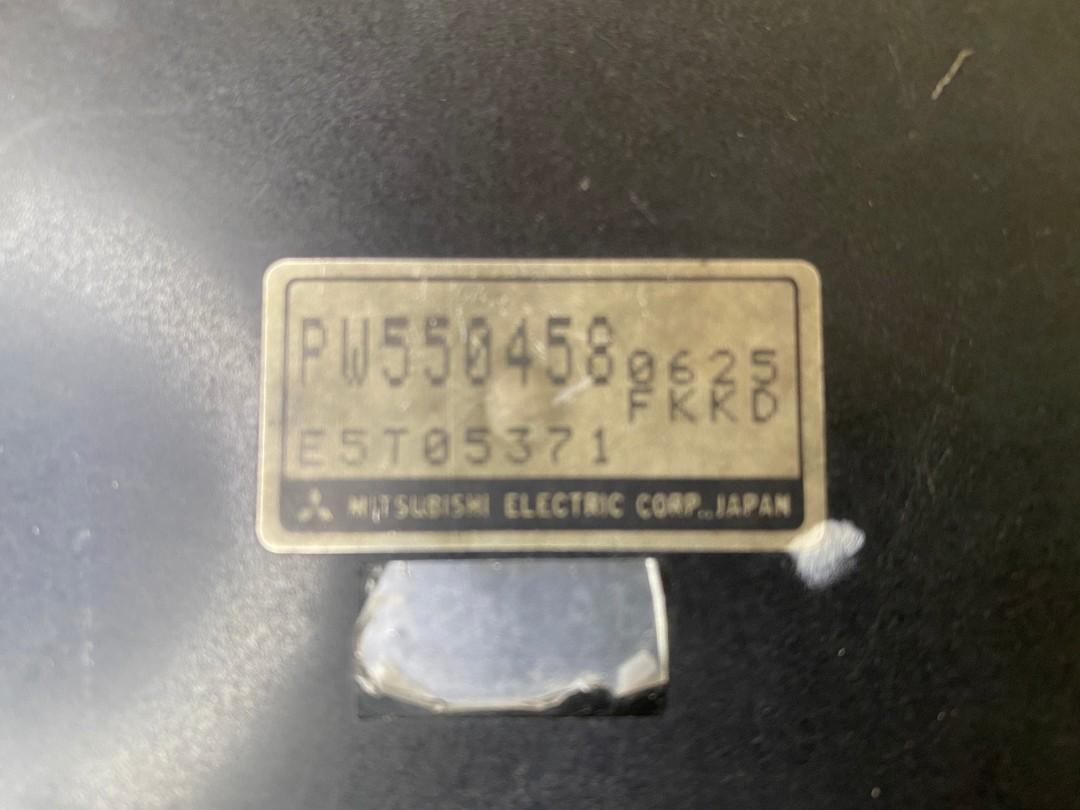 PW550458 0625
FKKD
E5T05371
MITSUBISHI ELECTRIC CORP., JAPAN